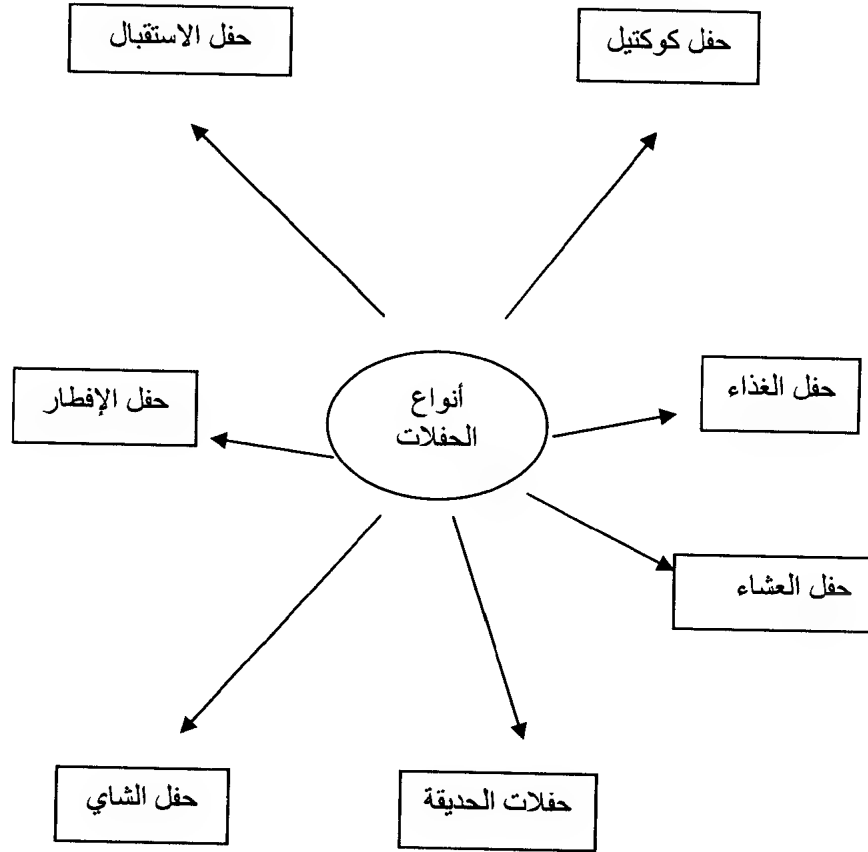 حفل كوكتيل
حفل الاستقبال
أنواع
الحفلات
حفل الغذاء
حفل الإفطار
حفل العشاء
حفلات الحديقة
حفل الشاي